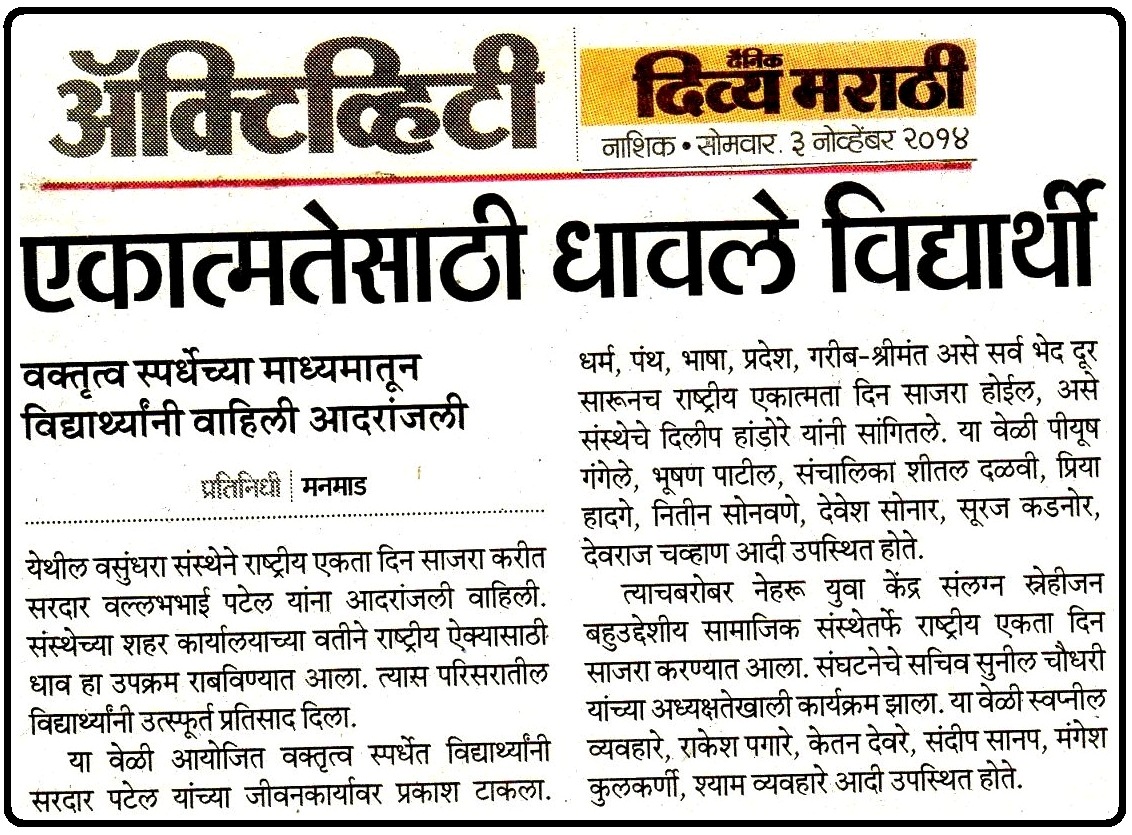 ॲक्टिव्हिटी
दैनिक
दिव्य मराठी
नाशिक • सोमवार. ३ नोव्हेंबर २०१४
एकात्मतेसाठी धावले विद्यार्थी
वक्तृत्व स्पर्धेच्या माध्यमातून
विद्यार्थ्यांनी वाहिली आदरांजली
प्रतिनिधी | मनमाड
येथील वसुंधरा संस्थेने राष्ट्रीय एकता दिन साजरा करीत
सरदार वल्लभभाई पटेल यांना आदरांजली वाहिली.
संस्थेच्या शहर कार्यालयाच्या वतीने राष्ट्रीय ऐक्यासाठी
धाव हा उपक्रम राबविण्यात आला. त्यास परिसरातील
विद्यार्थ्यांनी उत्स्फूर्त प्रतिसाद दिला.
या वेळी आयोजित वक्तृत्व स्पर्धेत विद्यार्थ्यांनी
सरदार पटेल यांच्या जीवनकार्यावर प्रकाश टाकला.
धर्म, पंथ, भाषा, प्रदेश, गरीब-श्रीमंत असे सर्व भेद दूर
सारूनच राष्ट्रीय एकात्मता दिन साजरा होईल, असे
संस्थेचे दिलीप हांडोरे यांनी सांगितले. या वेळी पीयूष
गंगेले, भूषण पाटील, संचालिका शीतल दळवी, प्रिया
हादगे, नितीन सोनवणे, देवेश सोनार, सूरज कडनोर,
देवराज चव्हाण आदी उपस्थित होते.
त्याचबरोबर नेहरू युवा केंद्र संलग्न स्नेहीजन
बहुउद्देशीय सामाजिक संस्थेतर्फे राष्ट्रीय एकता दिन
साजरा करण्यात आला. संघटनेचे सचिव सुनील चौधरी
यांच्या अध्यक्षतेखाली कार्यक्रम झाला. या वेळी स्वप्नील
व्यवहारे, राकेश पगारे, केतन देवरे, संदीप सानप, मंगेश
कुलकर्णी, श्याम व्यवहारे आदी उपस्थित होते.